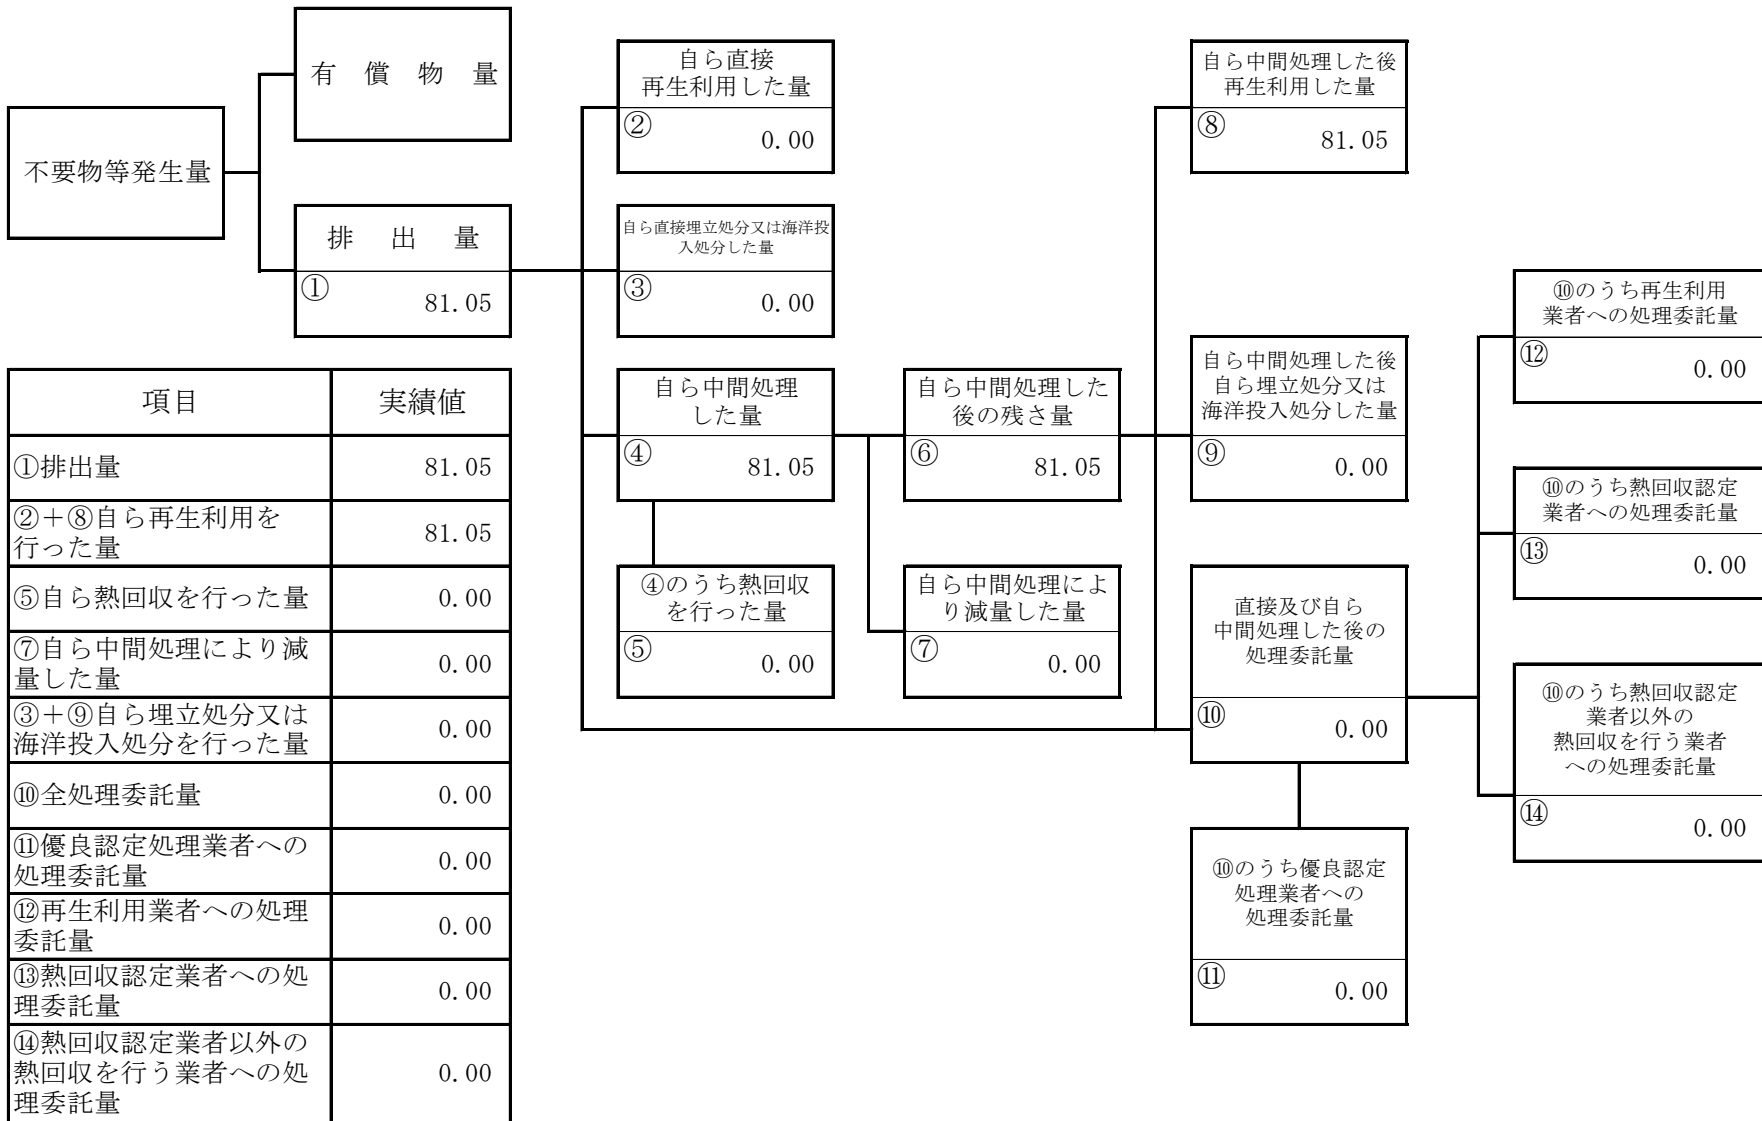 不要物等発生量
有 償 物 量
排 出 量
①
81.05
自ら直接
再生利用した量
②
0.00
自ら直接埋立処分又は海洋投
入処分した量
③
0.00
自ら中間処理
した量
④
81.05
④のうち熱回収
を行った量
⑤
0.00
自ら中間処理した
後の残さ量
⑥
81.05
自ら中間処理によ
り減量した量
⑦
0.00
自ら中間処理した後
再生利用した量
⑧
81.05
自ら中間処理した後
自ら埋立処分又は
海洋投入処分した量
⑨
0.00
直接及び自ら
中間処理した後の
処理委託量
⑩
0.00
⑩のうち優良認定
処理業者への
処理委託量
⑪
0.00
⑩のうち再生利用
業者への処理委託量
⑫
0.00
⑩のうち熱回収認定
業者への処理委託量
⑬
0.00
⑩のうち熱回収認定
業者以外の
熱回収を行う業者
への処理委託量
⑭
0.00
項目 実績値
①排出量 81.05
②+⑧自ら再生利用を
行った量 81.05
⑤自ら熱回収を行った量 0.00
⑦自ら中間処理により減
量した量 0.00
③+⑨自ら埋立処分又は
海洋投入処分を行った量 0.00
⑩全処理委託量 0.00
⑪優良認定処理業者への
処理委託量 0.00
⑫再生利用業者への処理
委託量 0.00
⑬熱回収認定業者への処
理委託量 0.00
⑭熱回収認定業者以外の
熱回収を行う業者への処
理委託量 0.00